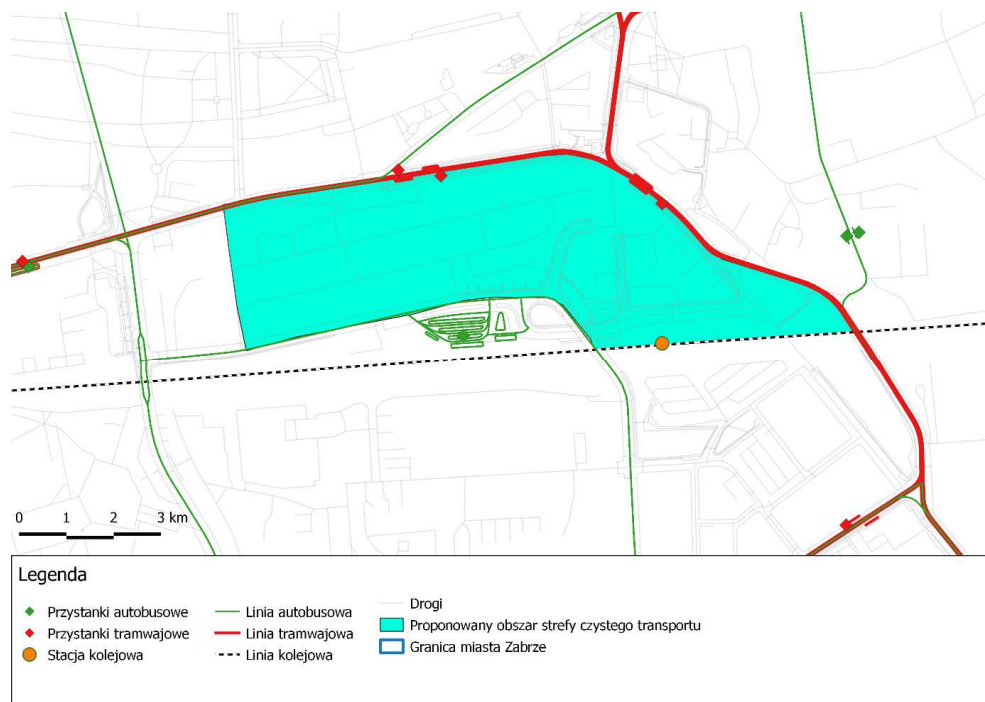 0 1 2 3 km
Legenda
Przystanki autobusowe
Przystanki tramwajowe
Stacja kolejowa
Linia autobusowa
Linia tramwajowa
Linia kolejowa
Drogi
Proponowany obszar strefy czystego transportu
Granica miasta Zabrze